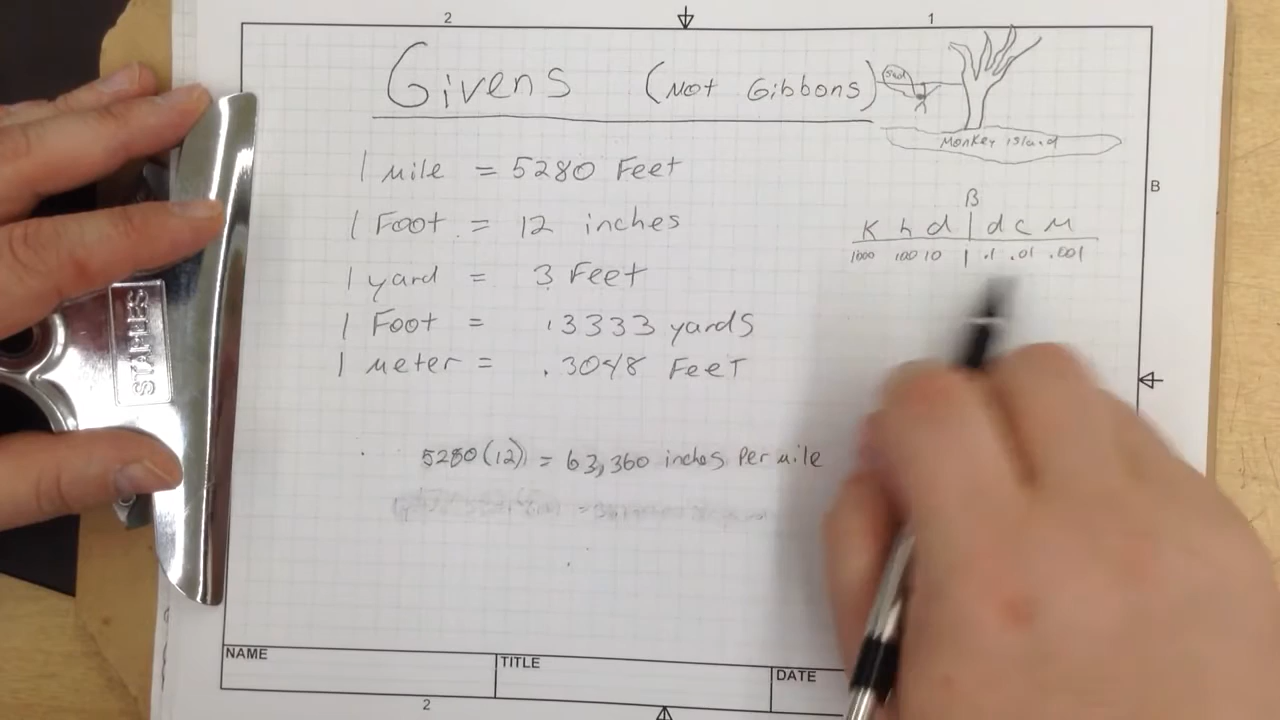 2 1
Givens (Not Gibbons)
Monkey island
1 Mile = 5280 Feet
B
B
1 Foot = 12 inches
K h d | d c M
1000 100 10 1 .1 .01 .001
1 yard = 3 Feet
1 Foot = .3333 yards
1 Meter = .3048 Feet
STAPLES
5280(12) = 63,360 inches Per Mile
NAME TITLE DATE
2